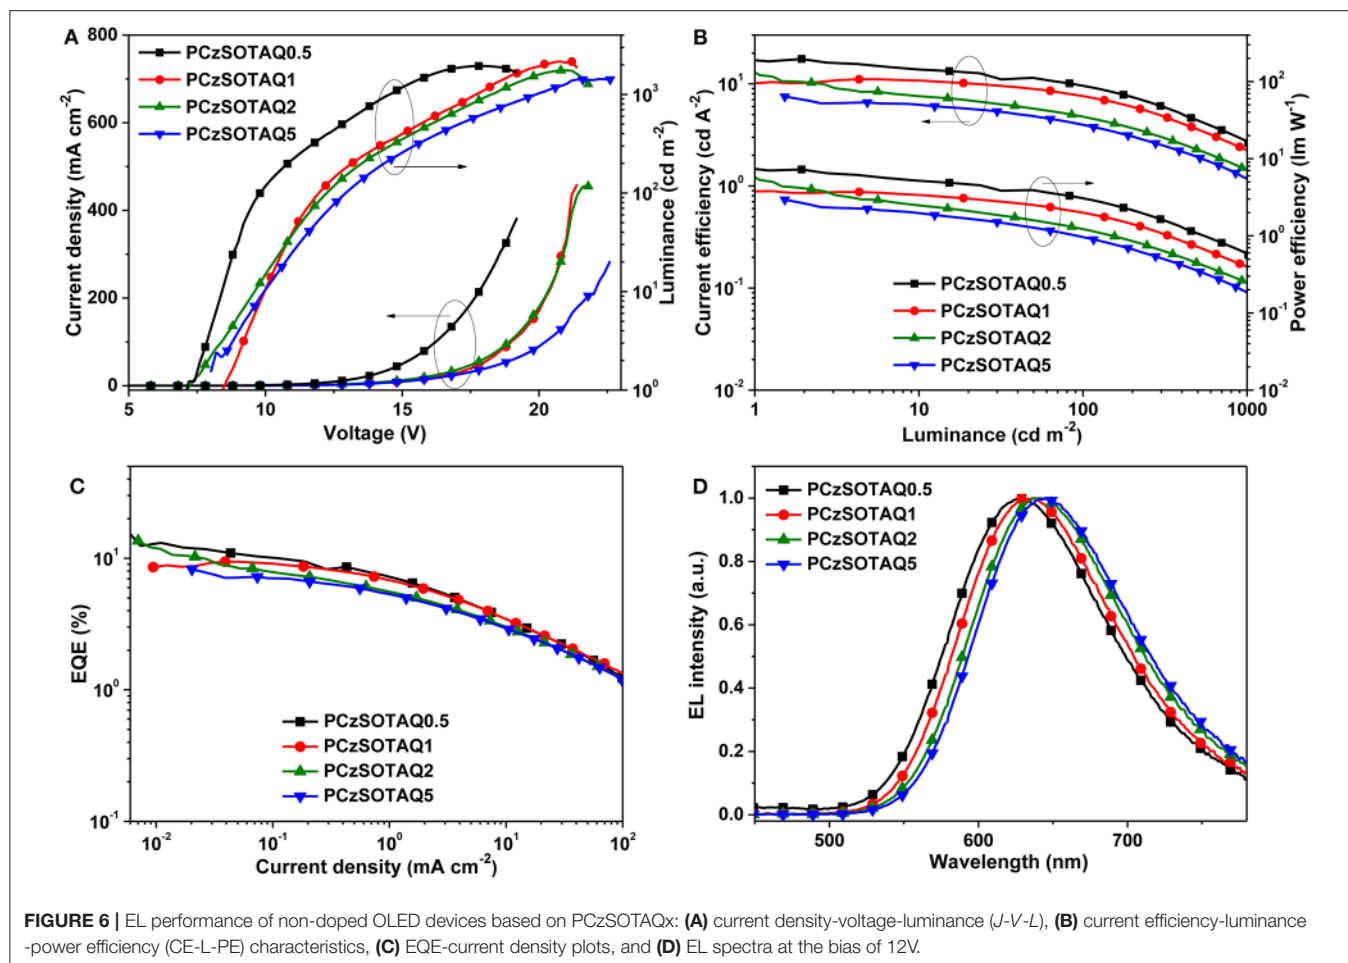 A
800
700
600
400
200
0
5
10
15
20
Current density (mA cm⁻²)
Voltage (V)
10⁴
10³
10²
10¹
10⁰
Luminance (cd m⁻²)
PCzSOTAQ0.5
PCzSOTAQ1
PCzSOTAQ2
PCzSOTAQ5
B
10¹
10⁰
10⁻¹
10⁻²
Current efficiency (cd A⁻²)
1
10
100
1000
Luminance (cd m⁻²)
10²
10¹
10⁰
10⁻¹
10⁻²
Power efficiency (lm W⁻¹)
PCzSOTAQ0.5
PCzSOTAQ1
PCzSOTAQ2
PCzSOTAQ5
C
10¹
10⁰
10⁻¹
EQE (%)
10⁻²
10⁻¹
10⁰
10¹
10²
Current density (mA cm⁻²)
PCzSOTAQ0.5
PCzSOTAQ1
PCzSOTAQ2
PCzSOTAQ5
D
1.0
0.8
0.6
0.4
0.2
0.0
EL intensity (a.u.)
500
600
700
Wavelength (nm)
PCzSOTAQ0.5
PCzSOTAQ1
PCzSOTAQ2
PCzSOTAQ5
FIGURE 6 | EL performance of non-doped OLED devices based on PCzSOTAQx: (A) current density-voltage-luminance (J-V-L), (B) current efficiency-luminance
-power efficiency (CE-L-PE) characteristics, (C) EQE-current density plots, and (D) EL spectra at the bias of 12V.